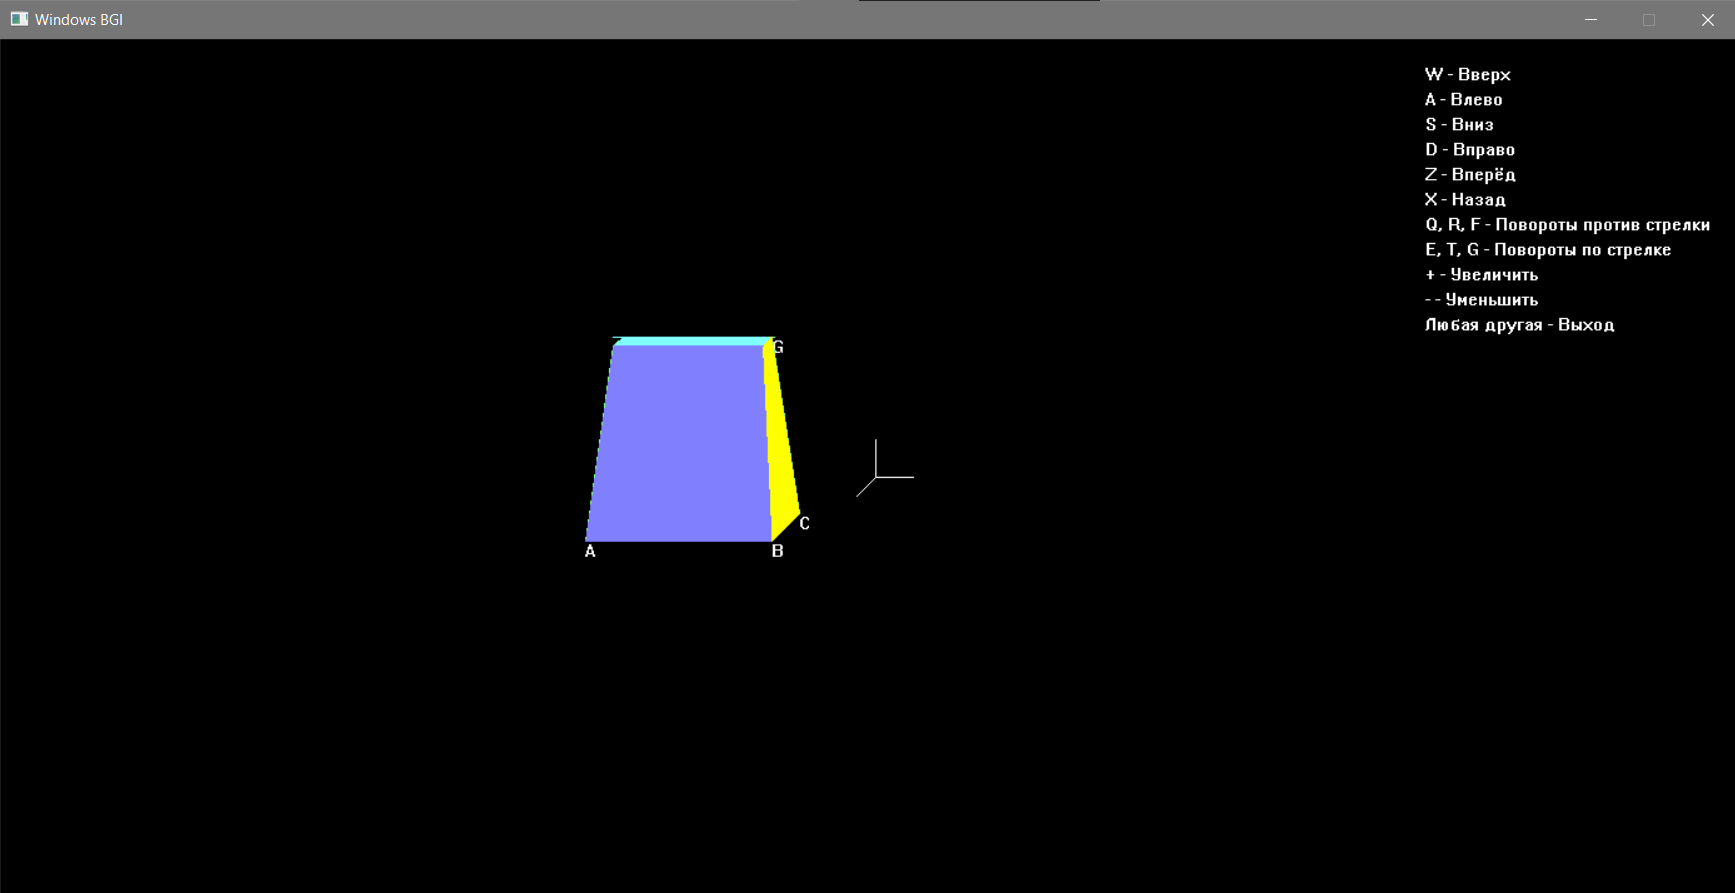 Windows BGI
W - Вверх
A - Влево
S - Вниз
D - Вправо
Z - Вперёд
X - Назад
Q, R, F - Повороты против стрелки
E, T, G - Повороты по стрелке
+ - Увеличить
- - Уменьшить
Любая другая - Выход
G
C
A B